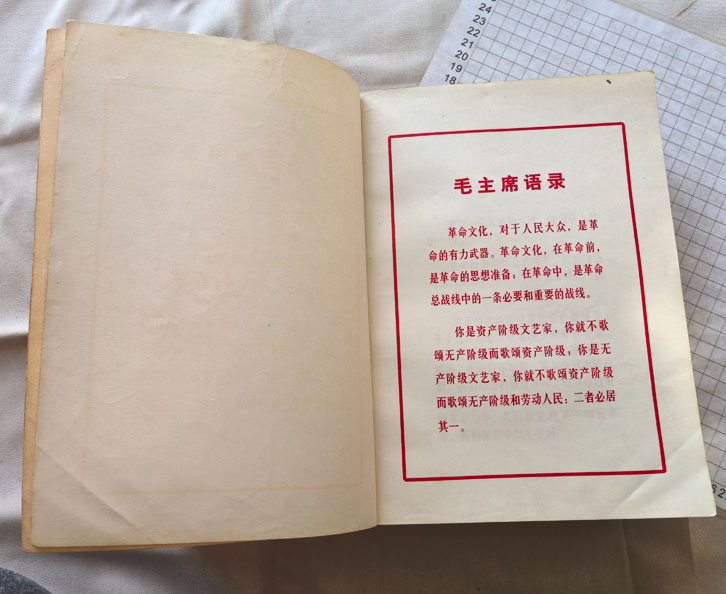 24
23
22
21
20
19
18
毛主席语录
革命文化，对于人民大众，是革
命的有力武器。革命文化，在革命前，
是革命的思想准备；在革命中，是革命
总战线中的一条必要和重要的战线。
你是资产阶级文艺家，你就不歌
颂无产阶级而歌颂资产阶级；你是无
产阶级文艺家，你就不歌颂资产阶级
而歌颂无产阶级和劳动人民：二者必居
其一。